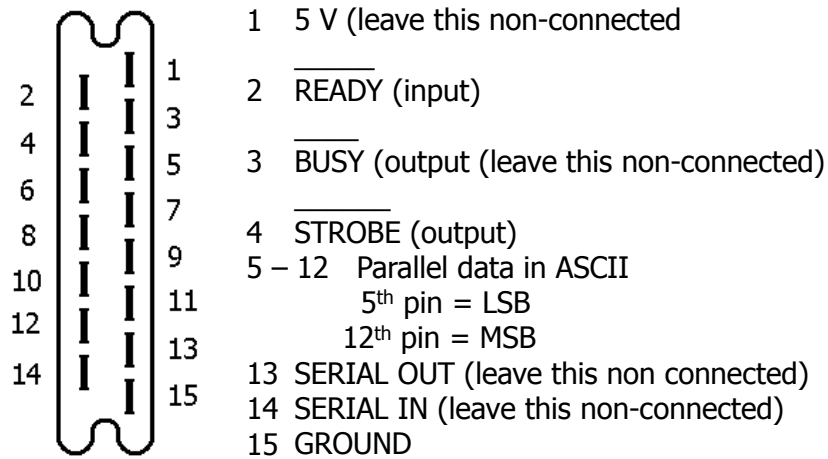 1 5 V (leave this non-connected
2 READY (input)
3 BUSY (output (leave this non-connected)
4 STROBE (output)
5 – 12 Parallel data in ASCII
5th pin = LSB
12th pin = MSB
13 SERIAL OUT (leave this non connected)
14 SERIAL IN (leave this non-connected)
15 GROUND
1
2
3
4
5
6
7
8
9
10
11
12
13
14
15